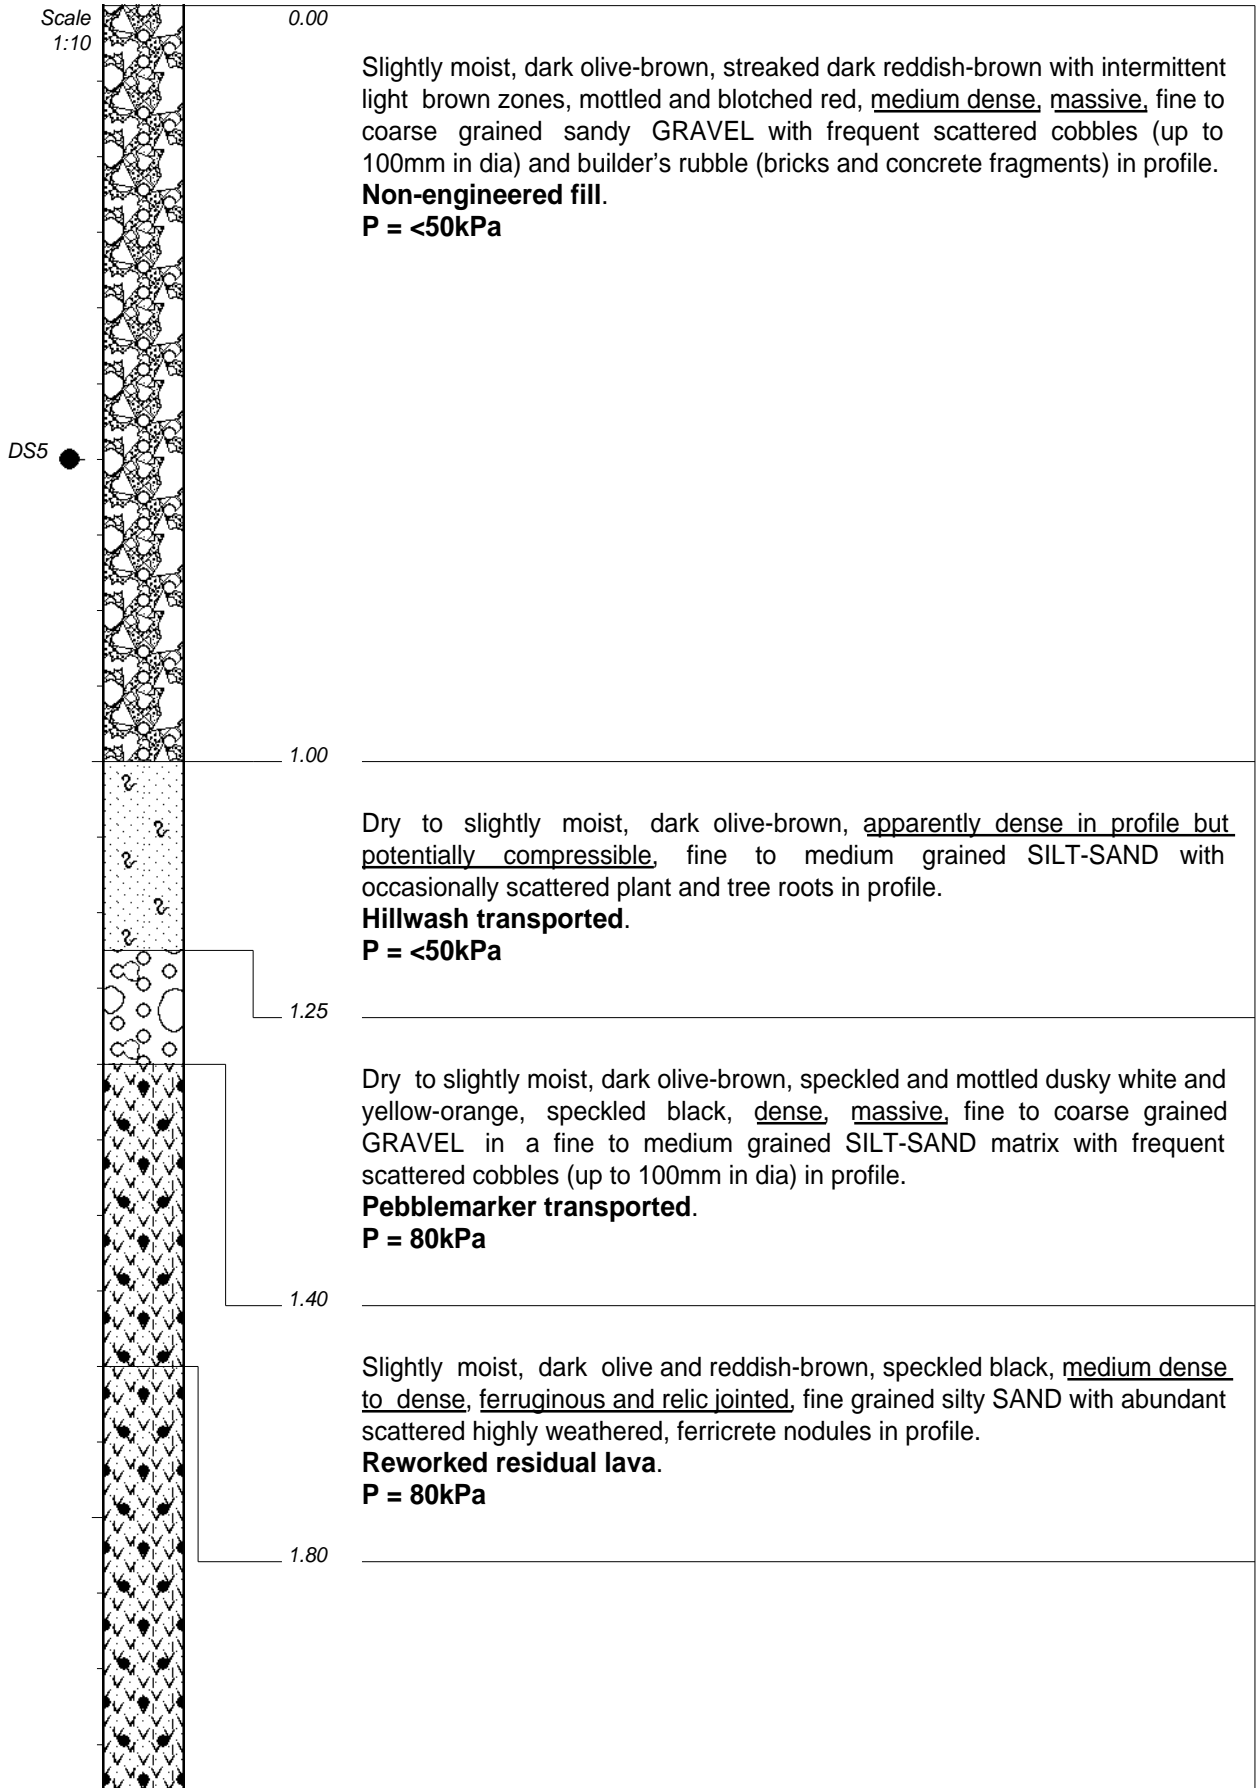 Scale
1:10
0.00
Slightly moist, dark olive-brown, streaked dark reddish-brown with intermittent
light brown zones, mottled and blotched red, medium dense, massive, fine to
coarse grained sandy GRAVEL with frequent scattered cobbles (up to
100mm in dia) and builder's rubble (bricks and concrete fragments) in profile.
Non-engineered fill.
P = <50kPa
DS5
1.00
Dry to slightly moist, dark olive-brown, apparently dense in profile but
potentially compressible, fine to medium grained SILT-SAND with
occasionally scattered plant and tree roots in profile.
Hillwash transported.
P = <50kPa
1.25
Dry to slightly moist, dark olive-brown, speckled and mottled dusky white and
yellow-orange, speckled black, dense, massive, fine to coarse grained
GRAVEL in a fine to medium grained SILT-SAND matrix with frequent
scattered cobbles (up to 100mm in dia) in profile.
Pebblemarker transported.
P = 80kPa
1.40
Slightly moist, dark olive and reddish-brown, speckled black, medium dense
to dense, ferruginous and relic jointed, fine grained silty SAND with abundant
scattered highly weathered, ferricrete nodules in profile.
Reworked residual lava.
P = 80kPa
1.80